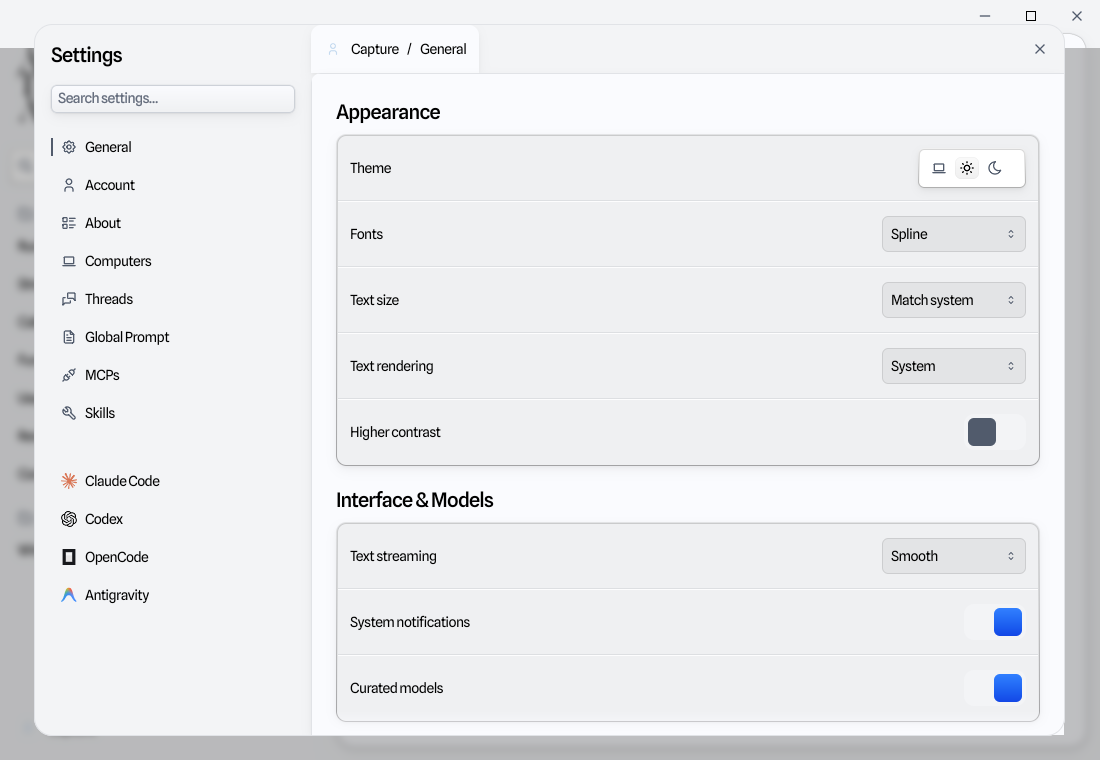 Settings
Search settings...
General
Account
About
Computers
Threads
Global Prompt
MCPs
Skills
Claude Code
Codex
OpenCode
Antigravity
Capture / General
Appearance
Theme
Fonts
Spline
Text size
Match system
Text rendering
System
Higher contrast
Interface & Models
Text streaming
Smooth
System notifications
Curated models